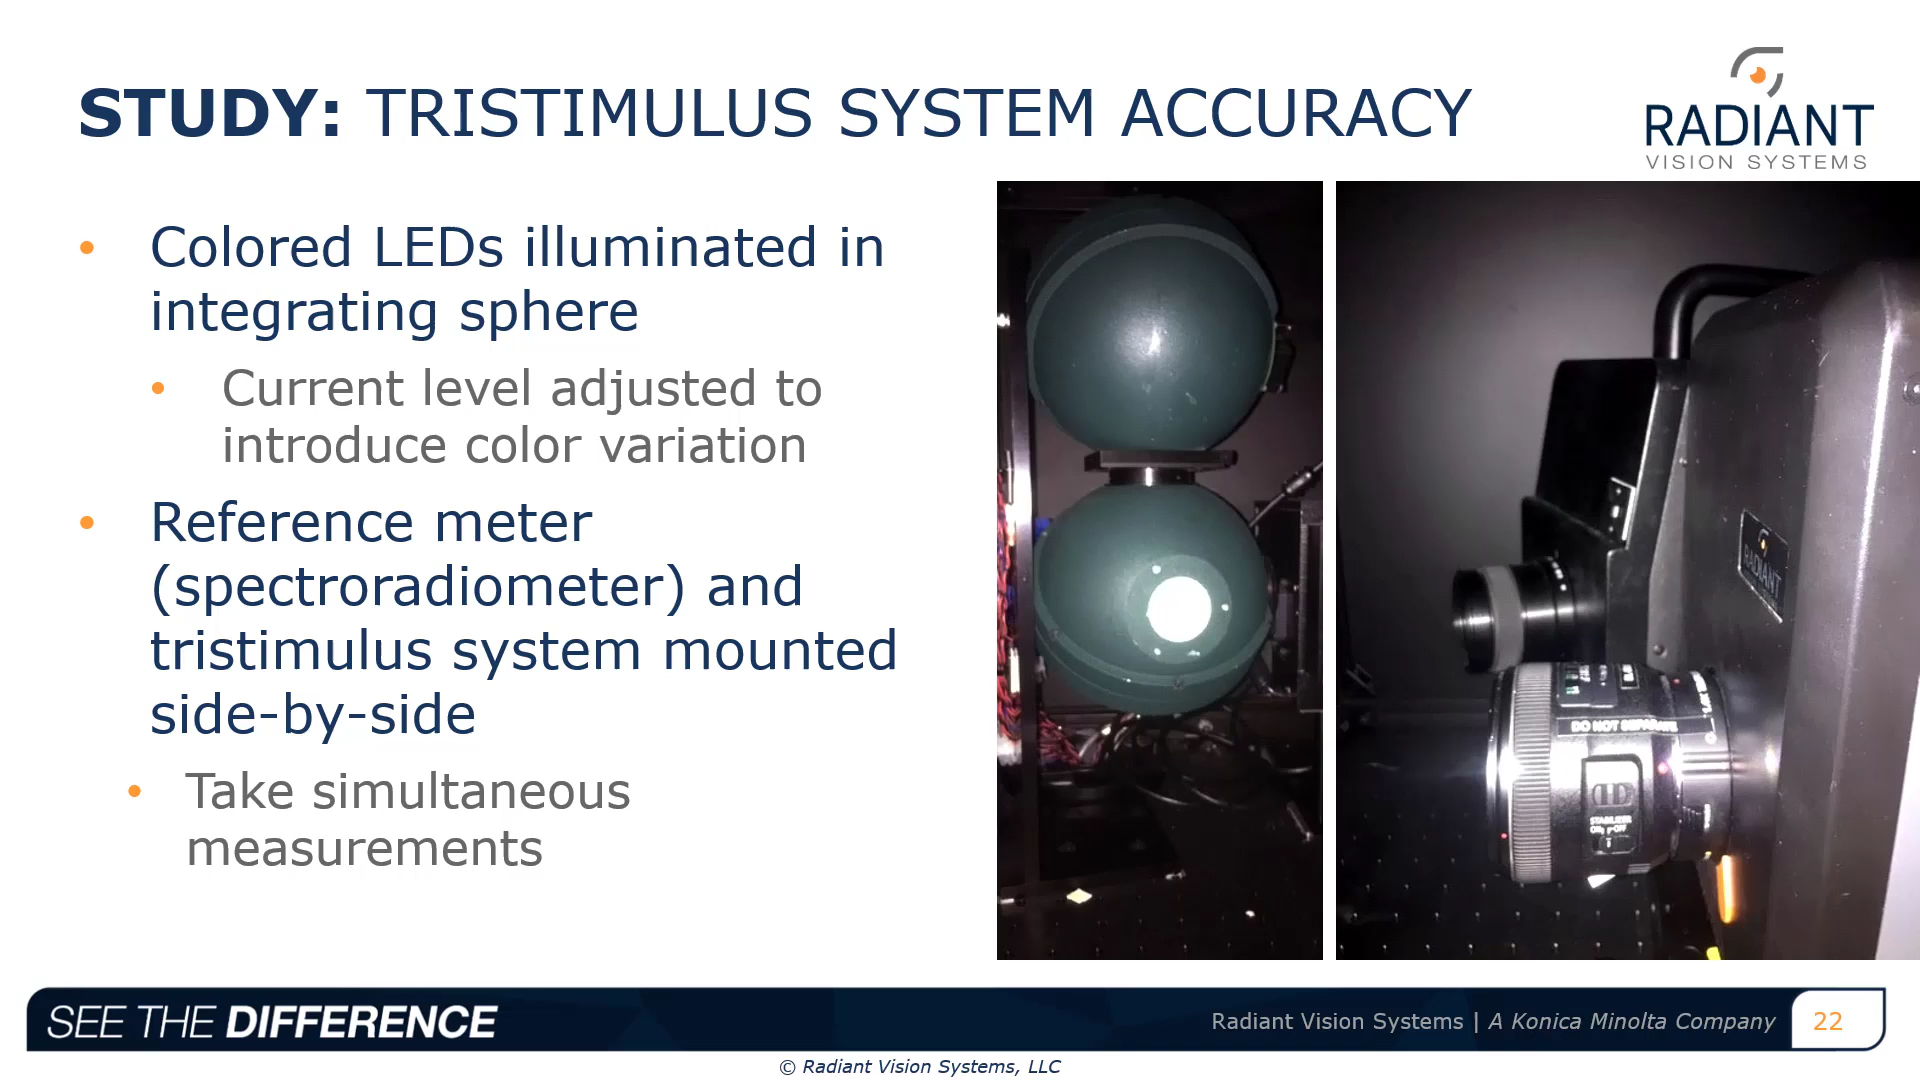 STUDY: TRISTIMULUS SYSTEM ACCURACY
RADIANT
VISION SYSTEMS
• Colored LEDs illuminated in
integrating sphere
• Current level adjusted to
introduce color variation
• Reference meter
(spectroradiometer) and
tristimulus system mounted
side-by-side
• Take simultaneous
measurements
RADIANT
DO NOT SEPARATE
STABILIZER
SEE THE DIFFERENCE
Radiant Vision Systems | A Konica Minolta Company
22
© Radiant Vision Systems, LLC